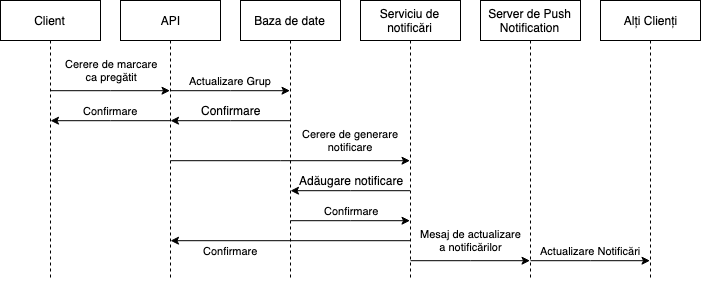 Client
API
Baza de date
Serviciu de
notificări
Server de Push
Notification
Alți Clienți
Cerere de marcare
ca pregătit
Actualizare Grup
Confirmare
Confirmare
Cerere de generare
notificare
Adăugare notificare
Confirmare
Confirmare
Mesaj de actualizare
a notificărilor
Actualizare Notificări